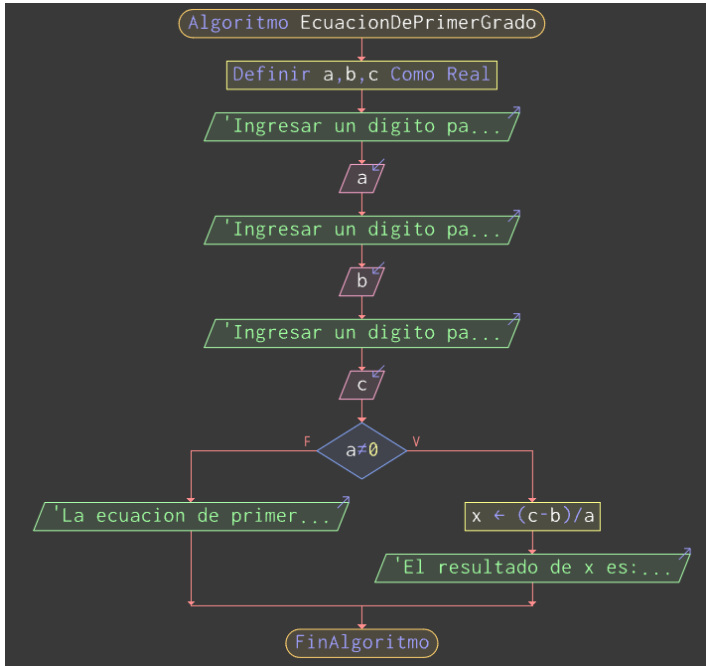 Algoritmo EcuacionDePrimerGrado
Definir a,b,c Como Real
'Ingresar un digito pa...
a
'Ingresar un digito pa...
b
'Ingresar un digito pa...
c
F
a≠0
V
'La ecuacion de primer...
x ← (c-b)/a
'El resultado de x es:...
FinAlgoritmo